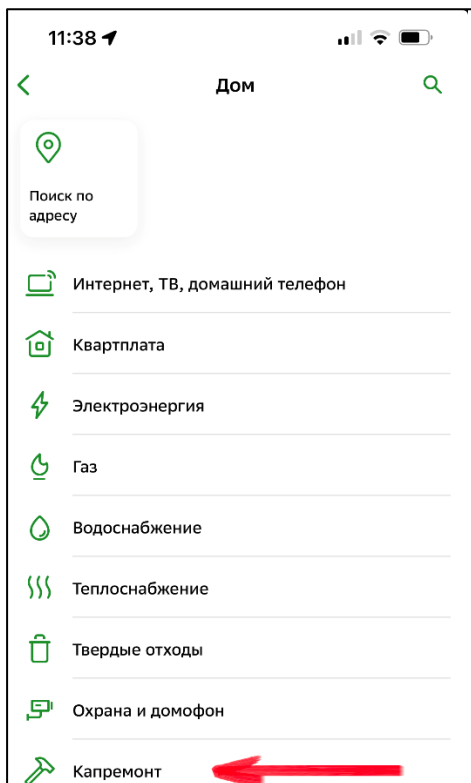 11:38
Дом
Поиск по
адресу
Интернет, ТВ, домашний телефон
Квартплата
Электроэнергия
Газ
Водоснабжение
Теплоснабжение
Твердые отходы
Охрана и домофон
Капремонт